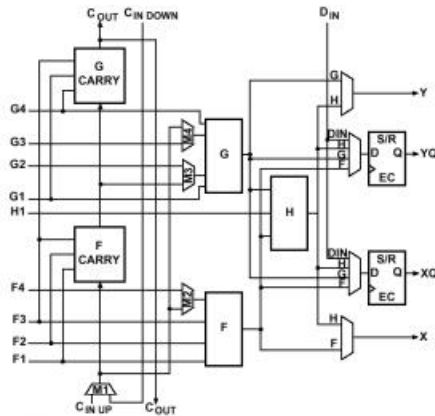 C OUT
C IN DOWN
D IN
G CARRY
G
H
Y
G4
G3
G2
G1
H1
M4
M3
G
DIN
H
G
F
S/R
D Q
EC
YQ
H
F CARRY
F4
F3
F2
F1
M2
F
DIN
H
G
F
S/R
D Q
EC
XQ
H
F
X
M1
C IN UP
C OUT